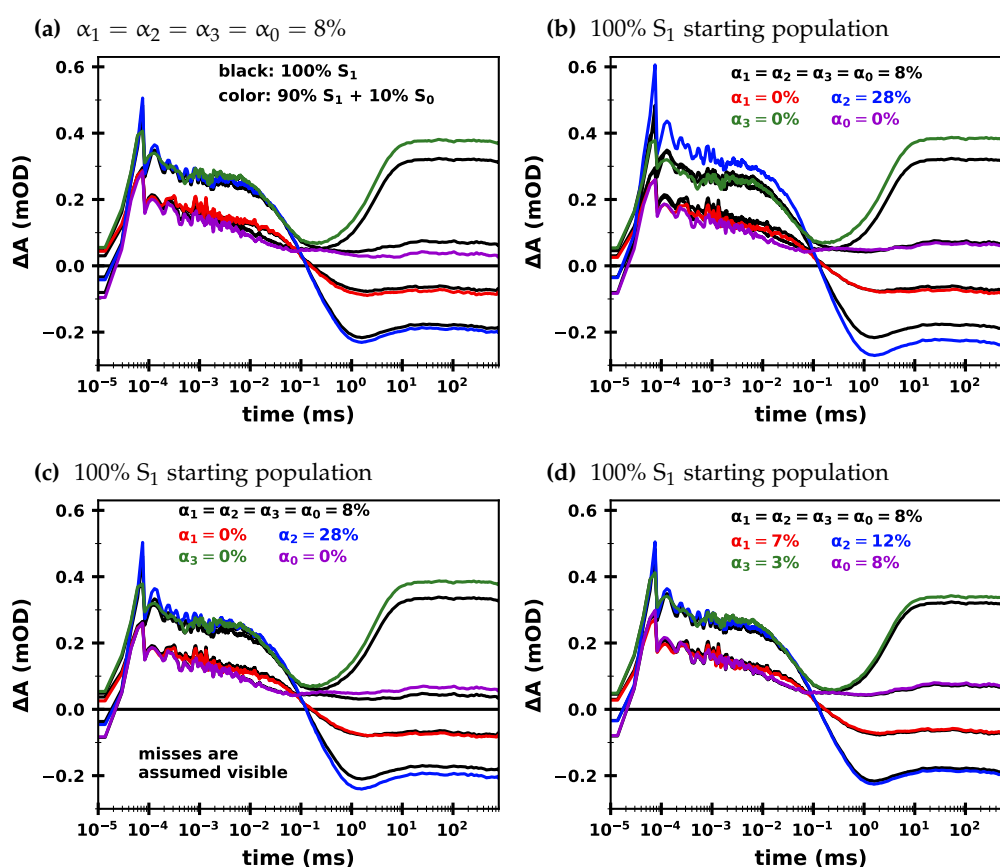 (a) α₁ = α₂ = α₃ = α₀ = 8%
black: 100% S₁
color: 90% S₁ + 10% S₀
ΔA (mOD)
0.6
0.4
0.2
0.0
−0.2
10⁻⁵ 10⁻⁴ 10⁻³ 10⁻² 10⁻¹ 10⁰ 10¹ 10²
time (ms)
(b) 100% S₁ starting population
α₁ = α₂ = α₃ = α₀ = 8%
α₁ = 0% α₂ = 28%
α₃ = 0% α₀ = 0%
ΔA (mOD)
0.6
0.4
0.2
0.0
−0.2
10⁻⁵ 10⁻⁴ 10⁻³ 10⁻² 10⁻¹ 10⁰ 10¹ 10²
time (ms)
(c) 100% S₁ starting population
α₁ = α₂ = α₃ = α₀ = 8%
α₁ = 0% α₂ = 28%
α₃ = 0% α₀ = 0%
misses are
assumed visible
ΔA (mOD)
0.6
0.4
0.2
0.0
−0.2
10⁻⁵ 10⁻⁴ 10⁻³ 10⁻² 10⁻¹ 10⁰ 10¹ 10²
time (ms)
(d) 100% S₁ starting population
α₁ = α₂ = α₃ = α₀ = 8%
α₁ = 7% α₂ = 12%
α₃ = 3% α₀ = 8%
ΔA (mOD)
0.6
0.4
0.2
0.0
−0.2
10⁻⁵ 10⁻⁴ 10⁻³ 10⁻² 10⁻¹ 10⁰ 10¹ 10²
time (ms)